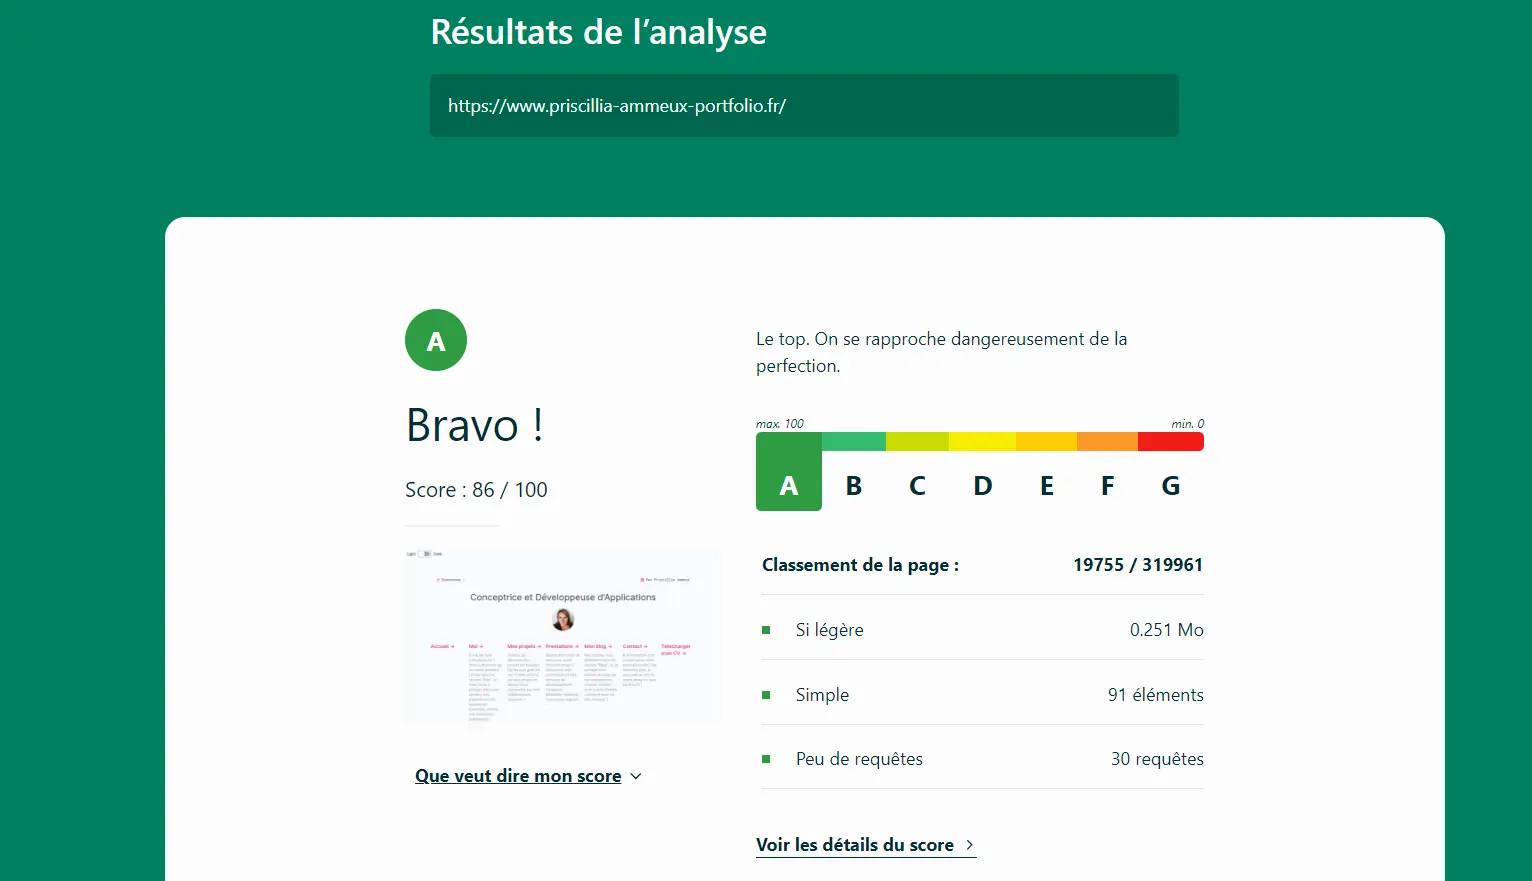 Résultats de l’analyse
https://www.priscillia-ammeux-portfolio.fr/
A
Bravo !
Score : 86 / 100
Conceptrice et Développeuse d'Applications
Accueil →
Moi →
Mes projets →
Prestations →
Mon blog →
Contact →
Télécharger
mon CV →
Que veut dire mon score
Le top. On se rapproche dangereusement de la
perfection.
max. 100
min. 0
A B C D E F G
Classement de la page : 19755 / 319961
Si légère 0.251 Mo
Simple 91 éléments
Peu de requêtes 30 requêtes
Voir les détails du score